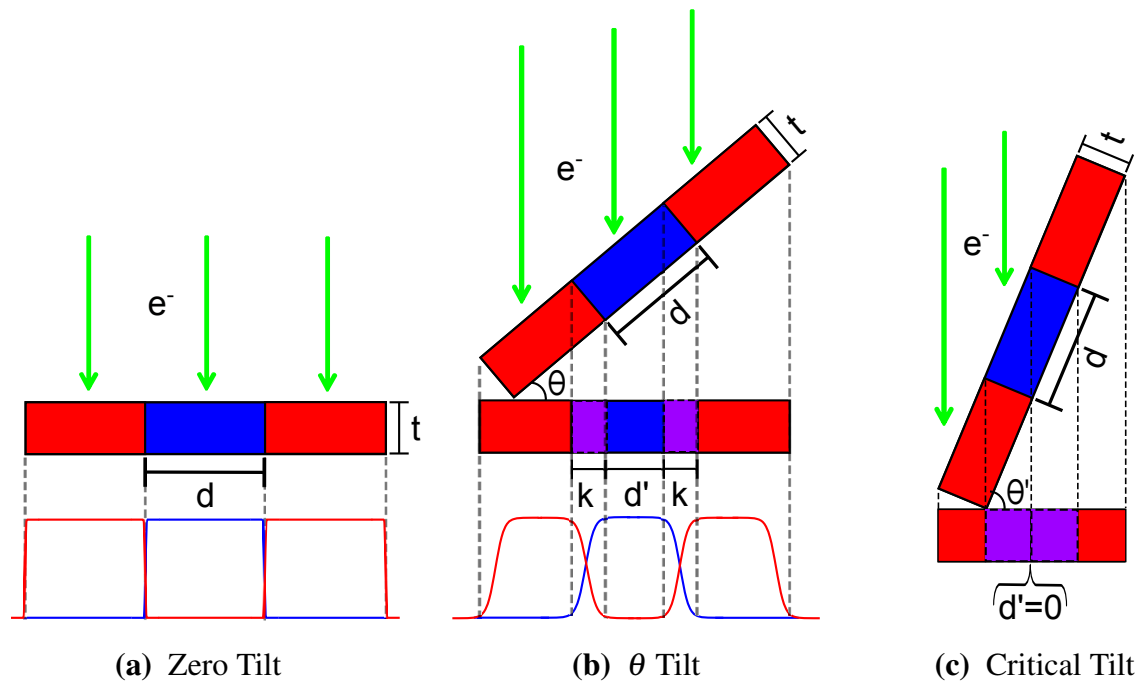 e-
t
d
(a) Zero Tilt
e-
t
d
θ
k d' k
(b) θ Tilt
e-
t
d
θ'
d'=0
(c) Critical Tilt